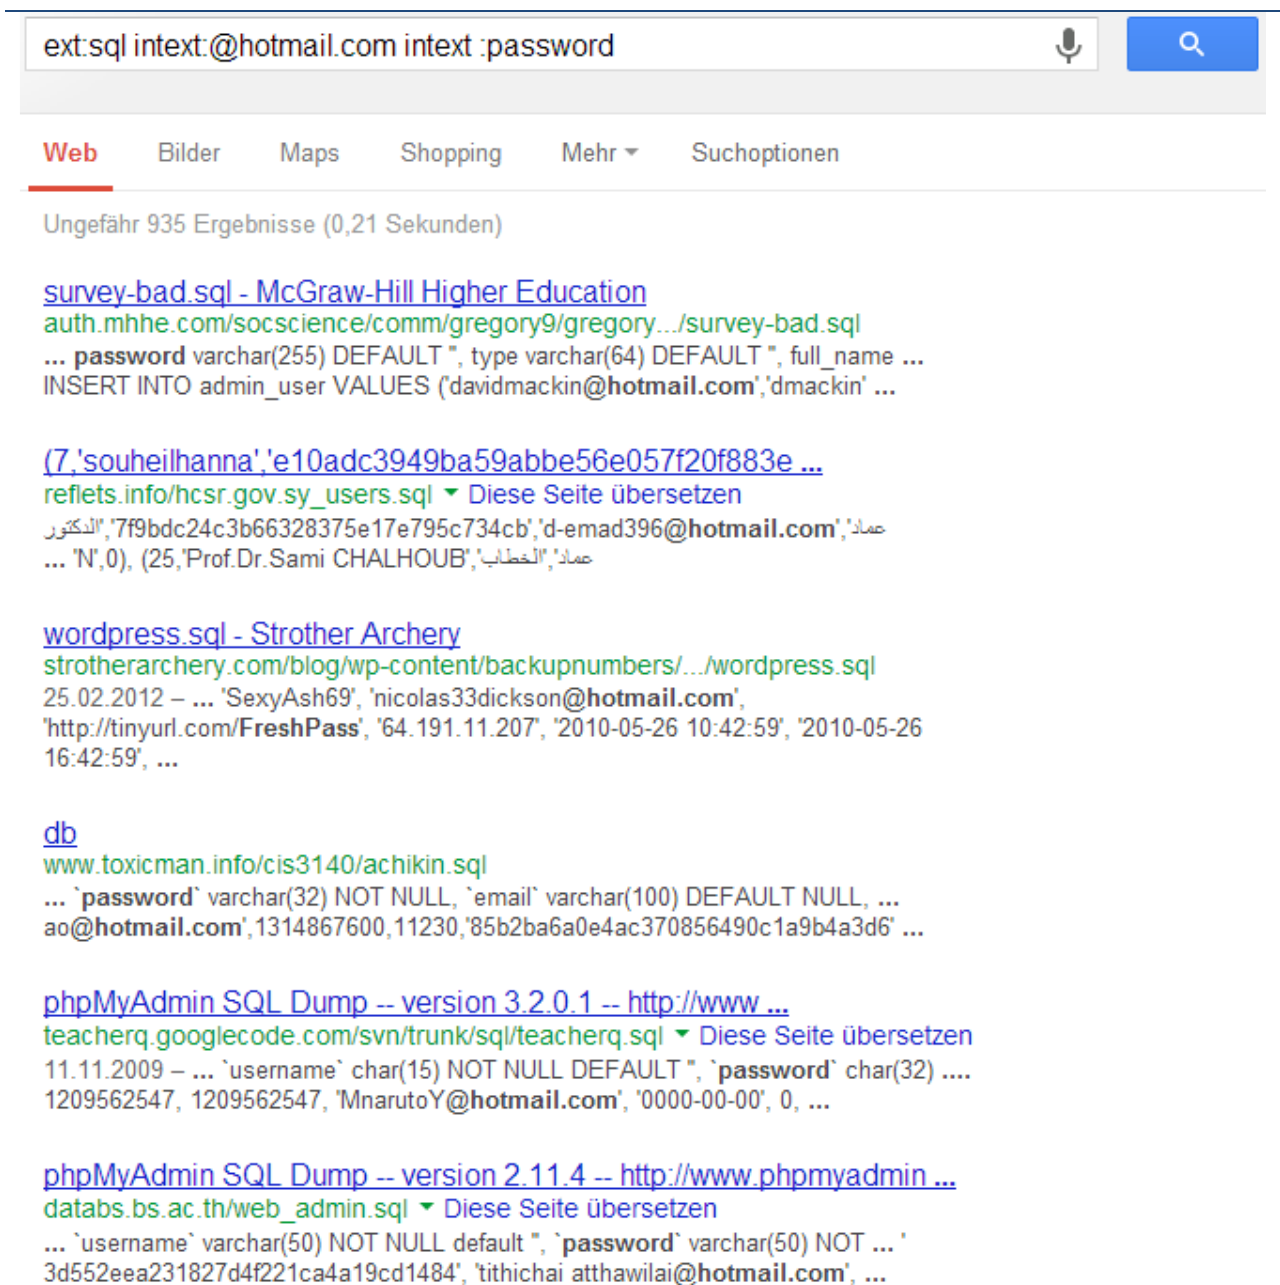 ext:sql intext:@hotmail.com intext :password
Web Bilder Maps Shopping Mehr Suchoptionen
Ungefähr 935 Ergebnisse (0,21 Sekunden)
survey-bad.sql - McGraw-Hill Higher Education
auth.mhhe.com/socscience/comm/gregory9/gregory.../survey-bad.sql
... password varchar(255) DEFAULT '', type varchar(64) DEFAULT '', full_name ...
INSERT INTO admin_user VALUES ('davidmackin@hotmail.com','dmackin' ...
(7,'souheilhanna','e10adc3949ba59abbe56e057f20f883e ...
reflets.info/hcsr.gov.sy_users.sql Diese Seite übersetzen
الدكتور','7f9bdc24c3b66328375e17e795c734cb','d-emad396@hotmail.com','عماد
... 'N',0), (25,'Prof.Dr.Sami CHALHOUB','عماد','الخطاب
wordpress.sql - Strother Archery
strotherarchery.com/blog/wp-content/backupnumbers/.../wordpress.sql
25.02.2012 – ... 'SexyAsh69', 'nicolas33dickson@hotmail.com',
'http://tinyurl.com/FreshPass', '64.191.11.207', '2010-05-26 10:42:59', '2010-05-26
16:42:59', ...
db
www.toxicman.info/cis3140/achikin.sql
... `password` varchar(32) NOT NULL, `email` varchar(100) DEFAULT NULL, ...
ao@hotmail.com',1314867600,11230,'85b2ba6a0e4ac370856490c1a9b4a3d6' ...
phpMyAdmin SQL Dump -- version 3.2.0.1 -- http://www ...
teacherq.googlecode.com/svn/trunk/sql/teacherq.sql Diese Seite übersetzen
11.11.2009 – ... `username` char(15) NOT NULL DEFAULT '', `password` char(32) ....
1209562547, 1209562547, 'MnarutoY@hotmail.com', '0000-00-00', 0, ...
phpMyAdmin SQL Dump -- version 2.11.4 -- http://www.phpmyadmin ...
databs.bs.ac.th/web_admin.sql Diese Seite übersetzen
... `username` varchar(50) NOT NULL default '', `password` varchar(50) NOT ... '
3d552eea231827d4f221ca4a19cd1484', 'tithichai atthawilai@hotmail.com', ...